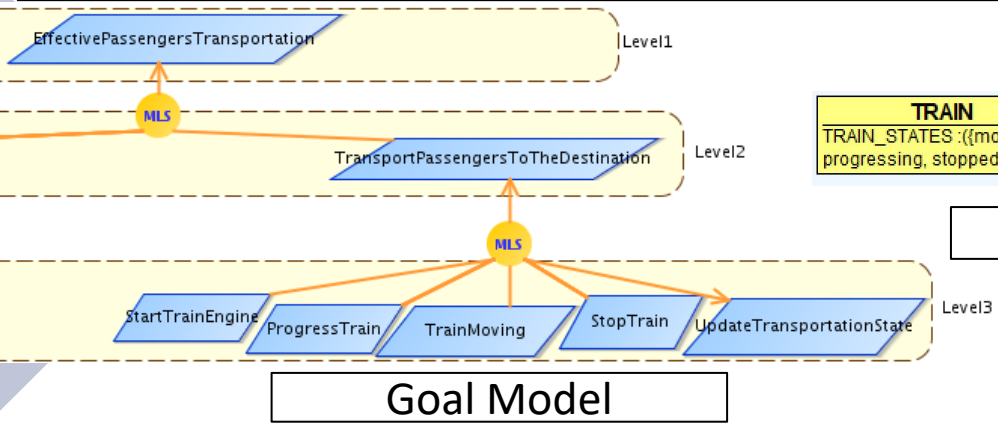 EffectivePassengersTransportation
Level1
MLS
TRAIN
TRAIN_STATES :({mo
progressing, stopped
TransportPassengersToTheDestination
Level2
MLS
StartTrainEngine
ProgressTrain
TrainMoving
StopTrain
UpdateTransportationState
Level3
Goal Model